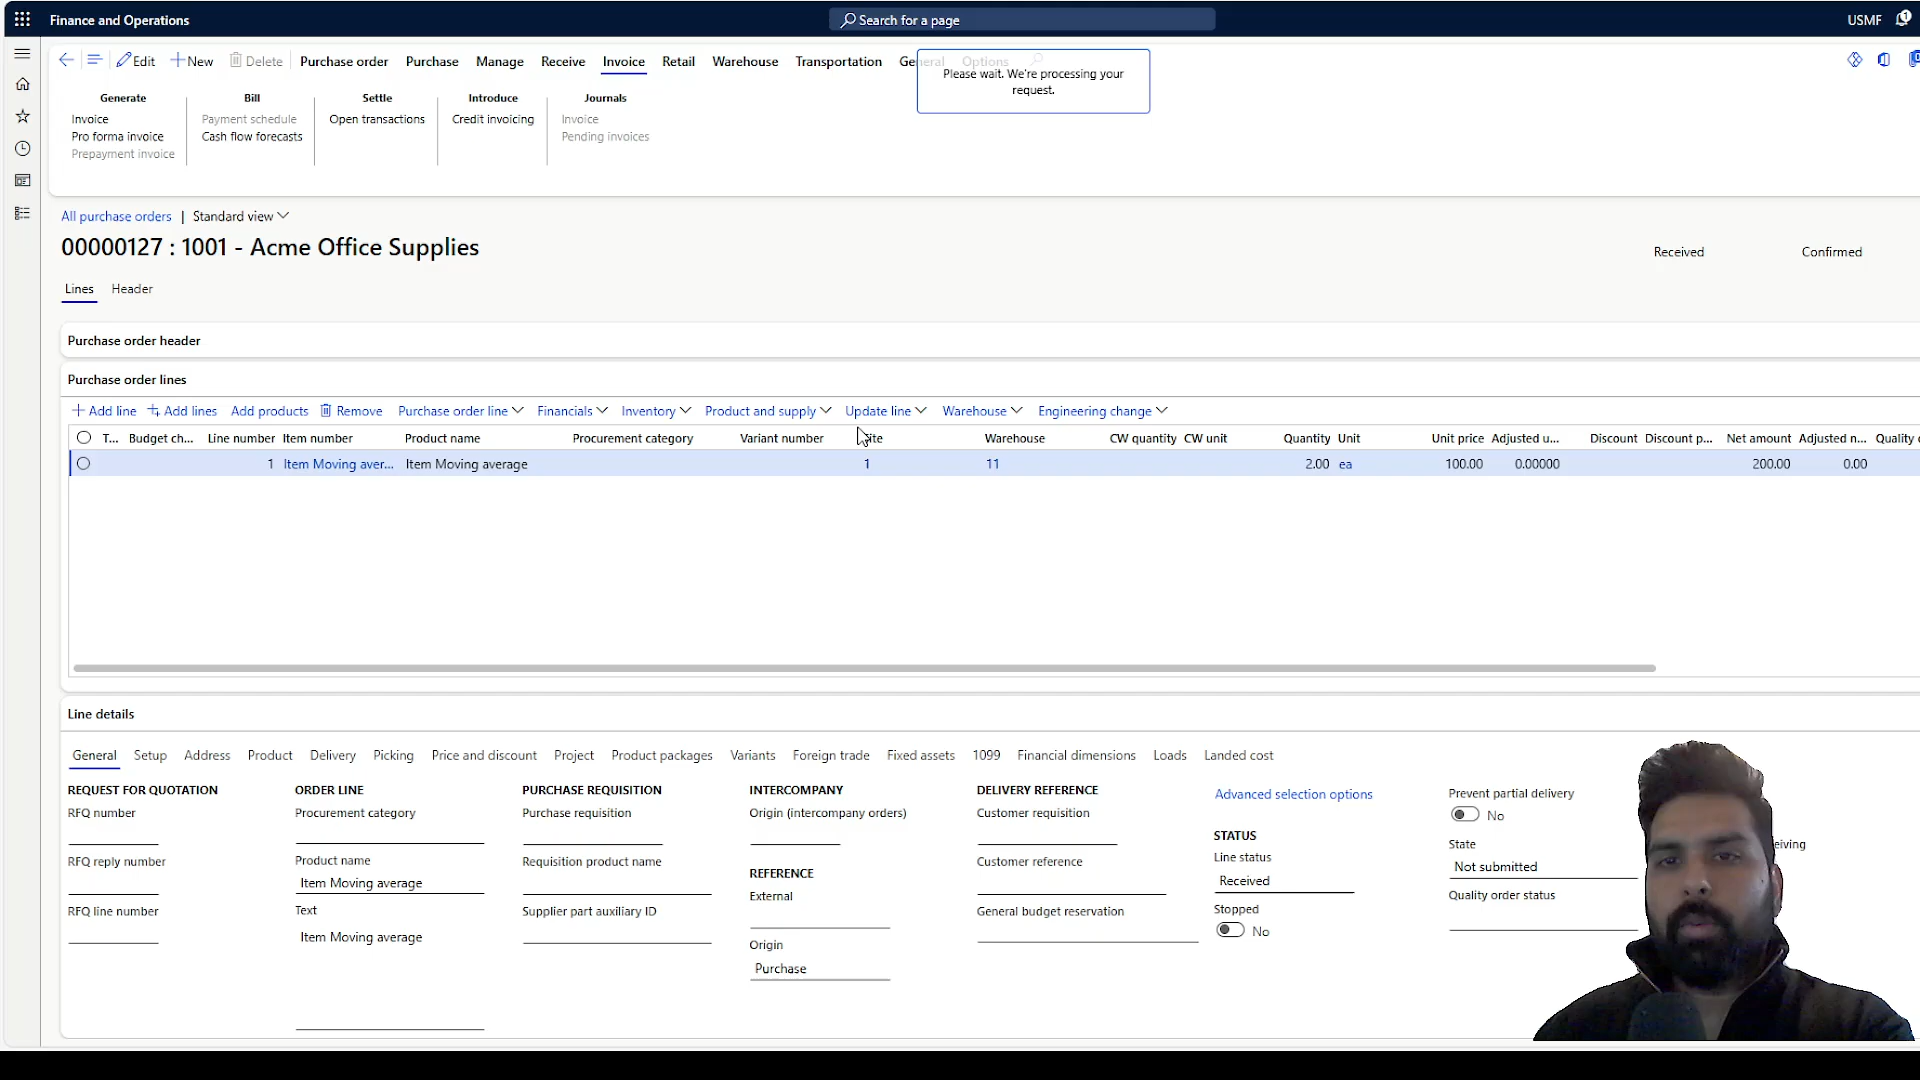 Finance and Operations
Search for a page
USMF
1
Edit
New
Delete
Purchase order
Purchase
Manage
Receive
Invoice
Retail
Warehouse
Transportation
General
Options
Please wait. We're processing your
request.
Generate
Invoice
Pro forma invoice
Prepayment invoice
Bill
Payment schedule
Cash flow forecasts
Settle
Open transactions
Introduce
Credit invoicing
Journals
Invoice
Pending invoices
All purchase orders | Standard view
00000127 : 1001 - Acme Office Supplies
Received
Confirmed
Lines
Header
Purchase order header
Purchase order lines
Add line
Add lines
Add products
Remove
Purchase order line
Financials
Inventory
Product and supply
Update line
Warehouse
Engineering change
T... Budget ch... Line number Item number Product name Procurement category Variant number Site Warehouse CW quantity CW unit Quantity Unit Unit price Adjusted u... Discount Discount p... Net amount Adjusted n... Quality
1 Item Moving aver... Item Moving average 1 11 2.00 ea 100.00 0.00000 200.00 0.00
Line details
General Setup Address Product Delivery Picking Price and discount Project Product packages Variants Foreign trade Fixed assets 1099 Financial dimensions Loads Landed cost
REQUEST FOR QUOTATION
RFQ number
RFQ reply number
RFQ line number
ORDER LINE
Procurement category
Product name
Item Moving average
Text
Item Moving average
PURCHASE REQUISITION
Purchase requisition
Requisition product name
Supplier part auxiliary ID
INTERCOMPANY
Origin (intercompany orders)
REFERENCE
External
Origin
Purchase
DELIVERY REFERENCE
Customer requisition
Customer reference
General budget reservation
Advanced selection options
STATUS
Line status
Received
Stopped
No
Prevent partial delivery
No
State
Not submitted
Quality order status
eiving